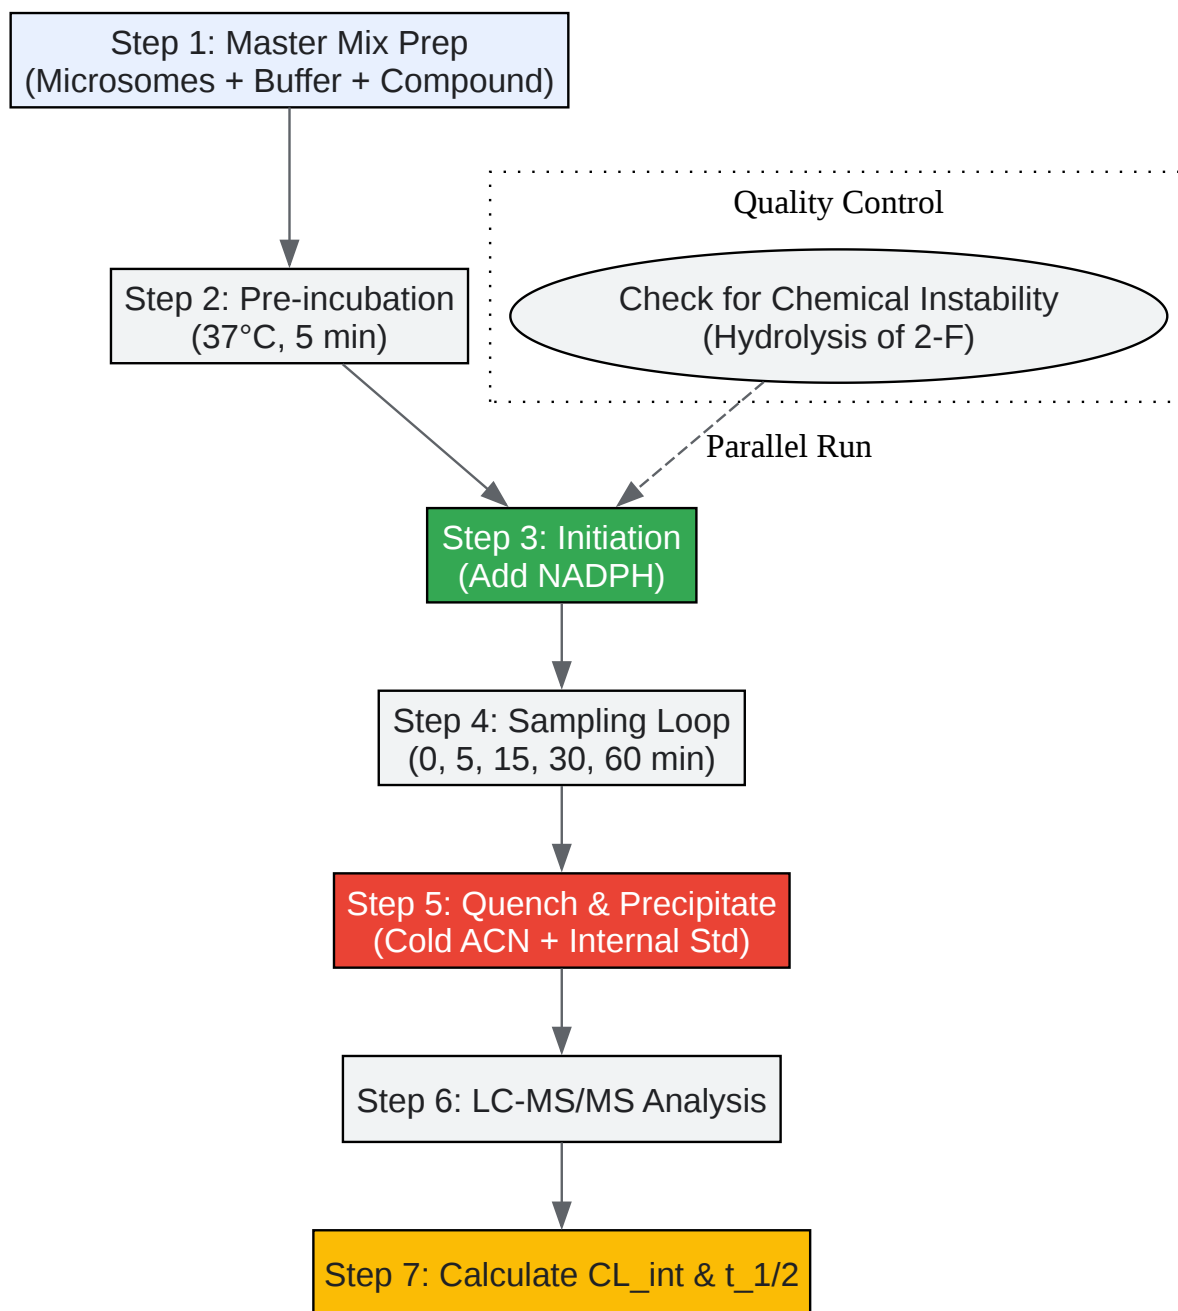 Step 1: Master Mix Prep
(Microsomes + Buffer + Compound)
Quality Control
Step 2: Pre-incubation
(37°C, 5 min)
Check for Chemical Instability
(Hydrolysis of 2-F)
Parallel Run
Step 3: Initiation
(Add NADPH)
Step 4: Sampling Loop
(0, 5, 15, 30, 60 min)
Step 5: Quench & Precipitate
(Cold ACN + Internal Std)
Step 6: LC-MS/MS Analysis
Step 7: Calculate CL_int & t_1/2